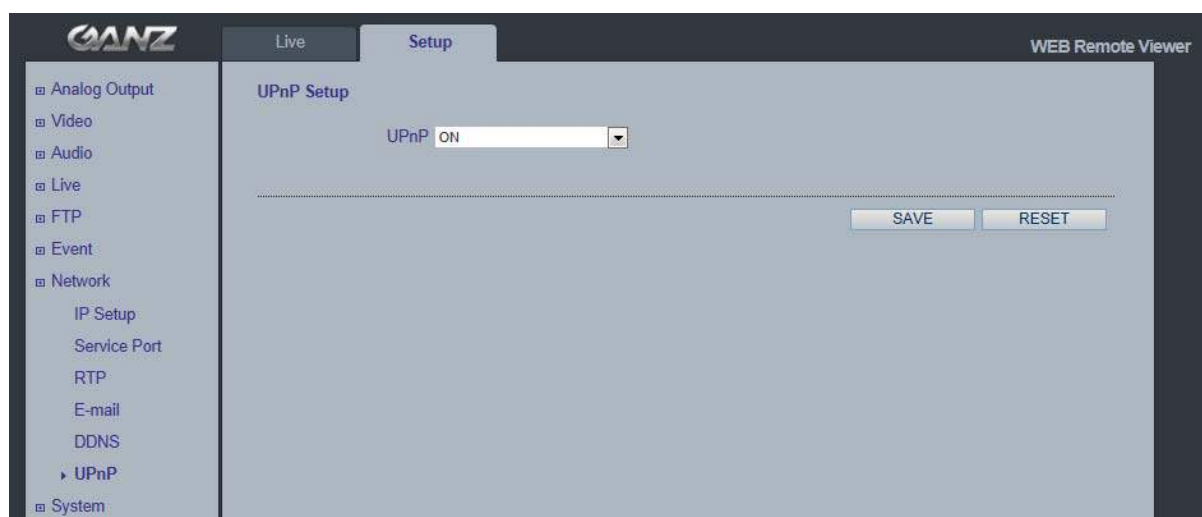 GANZ
Live
Setup
WEB Remote Viewer
Analog Output
Video
Audio
Live
FTP
Event
Network
IP Setup
Service Port
RTP
E-mail
DDNS
UPnP
System
UPnP Setup
UPnP ON
SAVE
RESET